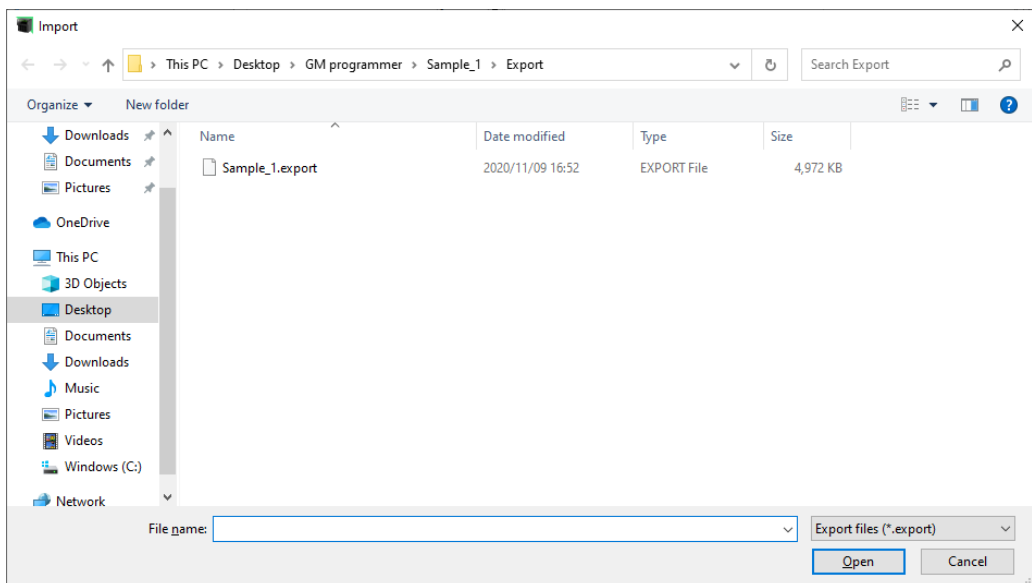 Import
This PC > Desktop > GM programmer > Sample_1 > Export
Search Export
Organize
New folder
Downloads
Documents
Pictures
OneDrive
This PC
3D Objects
Desktop
Documents
Downloads
Music
Pictures
Videos
Windows (C:)
Network
Name Date modified Type Size
Sample_1.export 2020/11/09 16:52 EXPORT File 4,972 KB
File name:
Export files (*.export)
Open Cancel